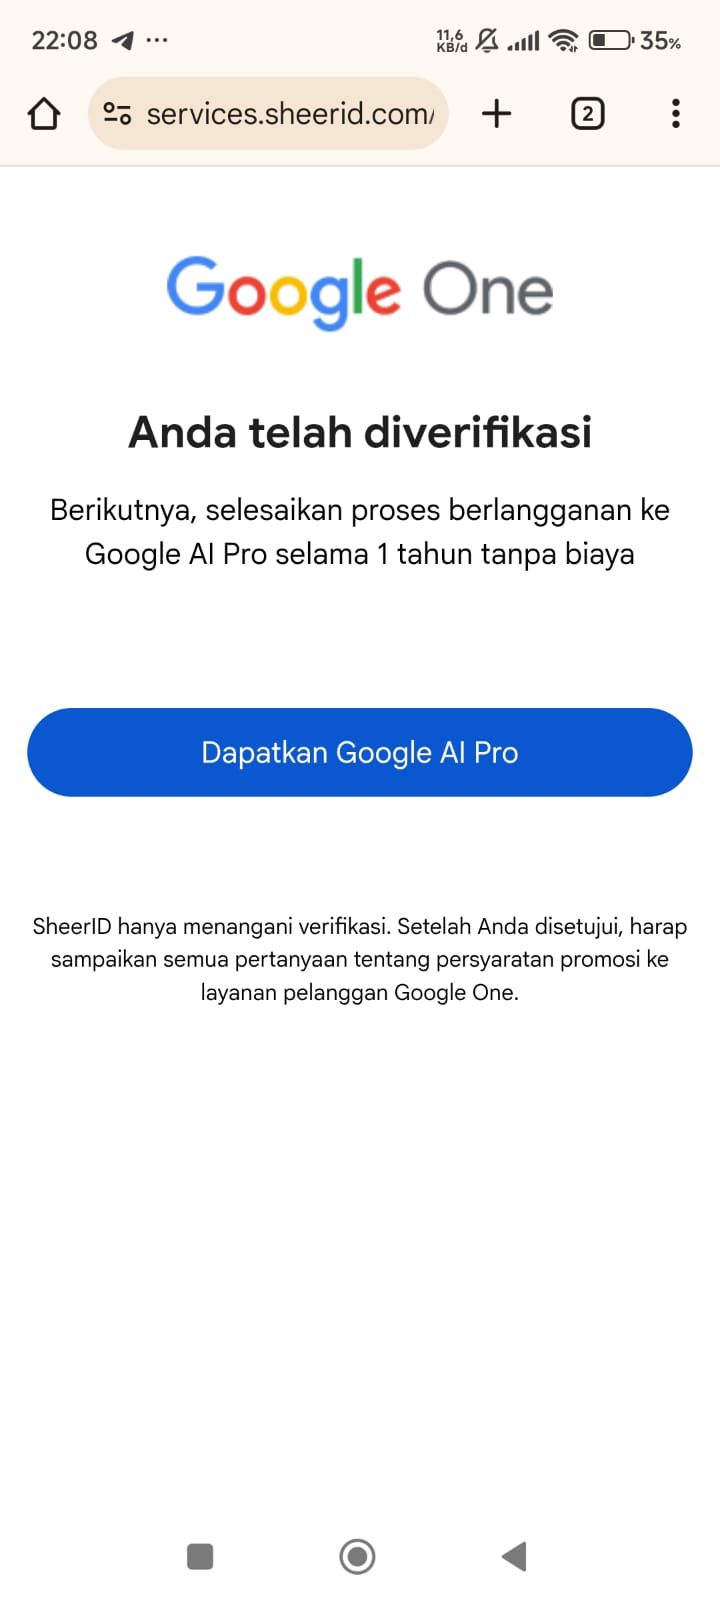 22:08
11,6
KB/d
35%
services.sheerid.com/
2
Google One
Anda telah diverifikasi
Berikutnya, selesaikan proses berlangganan ke
Google AI Pro selama 1 tahun tanpa biaya
Dapatkan Google AI Pro
SheerID hanya menangani verifikasi. Setelah Anda disetujui, harap
sampaikan semua pertanyaan tentang persyaratan promosi ke
layanan pelanggan Google One.